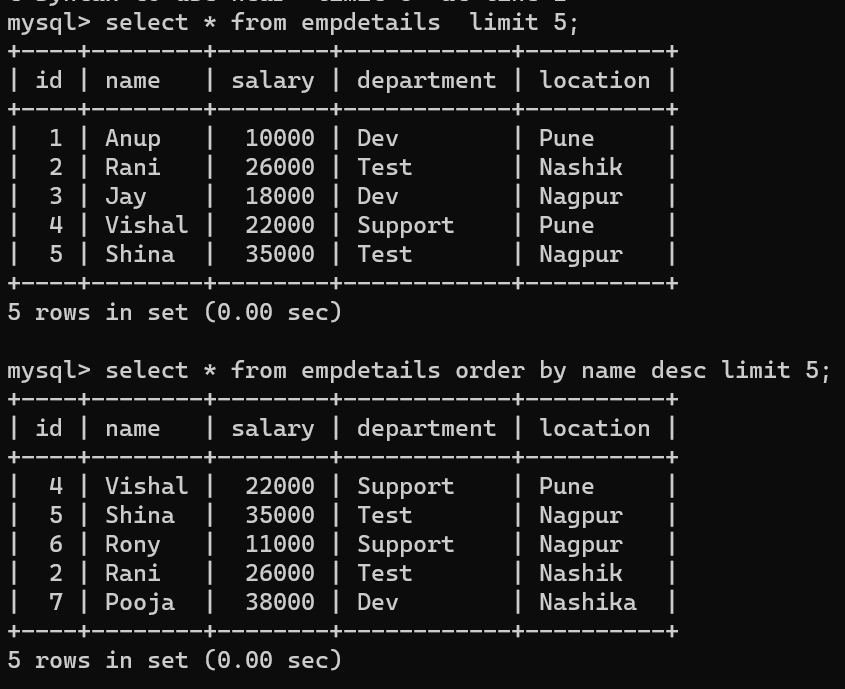 mysql> select * from empdetails  limit 5;
+----+--------+--------+------------+----------+
| id | name   | salary | department | location |
+----+--------+--------+------------+----------+
|  1 | Anup   |  10000 | Dev        | Pune     |
|  2 | Rani   |  26000 | Test       | Nashik   |
|  3 | Jay    |  18000 | Dev        | Nagpur   |
|  4 | Vishal |  22000 | Support    | Pune     |
|  5 | Shina  |  35000 | Test       | Nagpur   |
+----+--------+--------+------------+----------+
5 rows in set (0.00 sec)

mysql> select * from empdetails order by name desc limit 5;
+----+--------+--------+------------+----------+
| id | name   | salary | department | location |
+----+--------+--------+------------+----------+
|  4 | Vishal |  22000 | Support    | Pune     |
|  5 | Shina  |  35000 | Test       | Nagpur   |
|  6 | Rony   |  11000 | Support    | Nagpur   |
|  2 | Rani   |  26000 | Test       | Nashik   |
|  7 | Pooja  |  38000 | Dev        | Nashika  |
+----+--------+--------+------------+----------+
5 rows in set (0.00 sec)